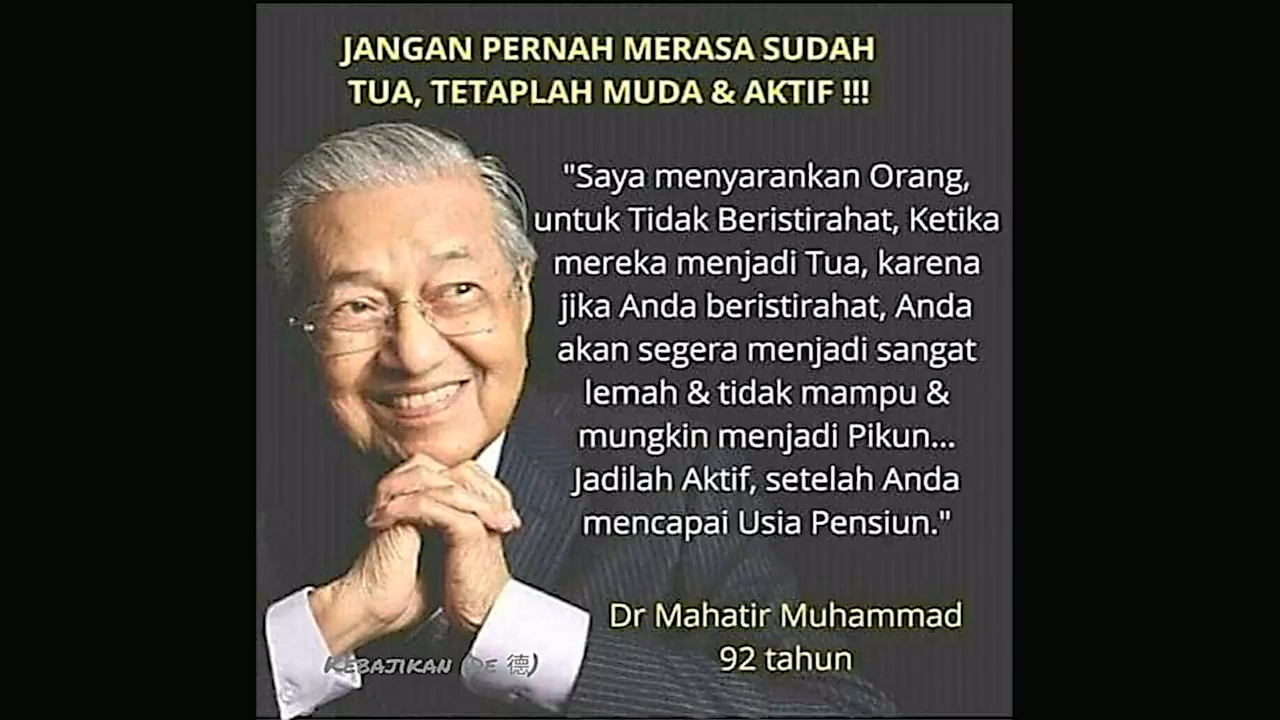 JANGAN PERNAH MERASA SUDAH
TUA, TETAPLAH MUDA & AKTIF !!!
"Saya menyarankan Orang,
untuk Tidak Beristirahat, Ketika
mereka menjadi Tua, karena
jika Anda beristirahat, Anda
akan segera menjadi sangat
lemah & tidak mampu &
mungkin menjadi Pikun...
Jadilah Aktif, setelah Anda
mencapai Usia Pensiun."
Dr Mahatir Muhammad
92 tahun
KEBAJIKAN (DE 德)